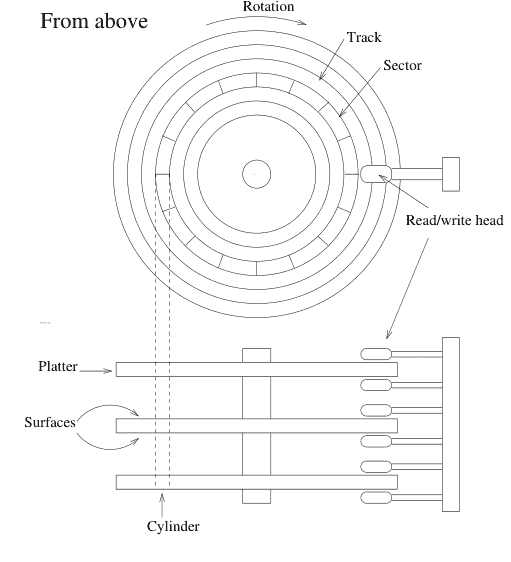 Rotation
From above
Track
Sector
Read/write head
Platter
Surfaces
Cylinder